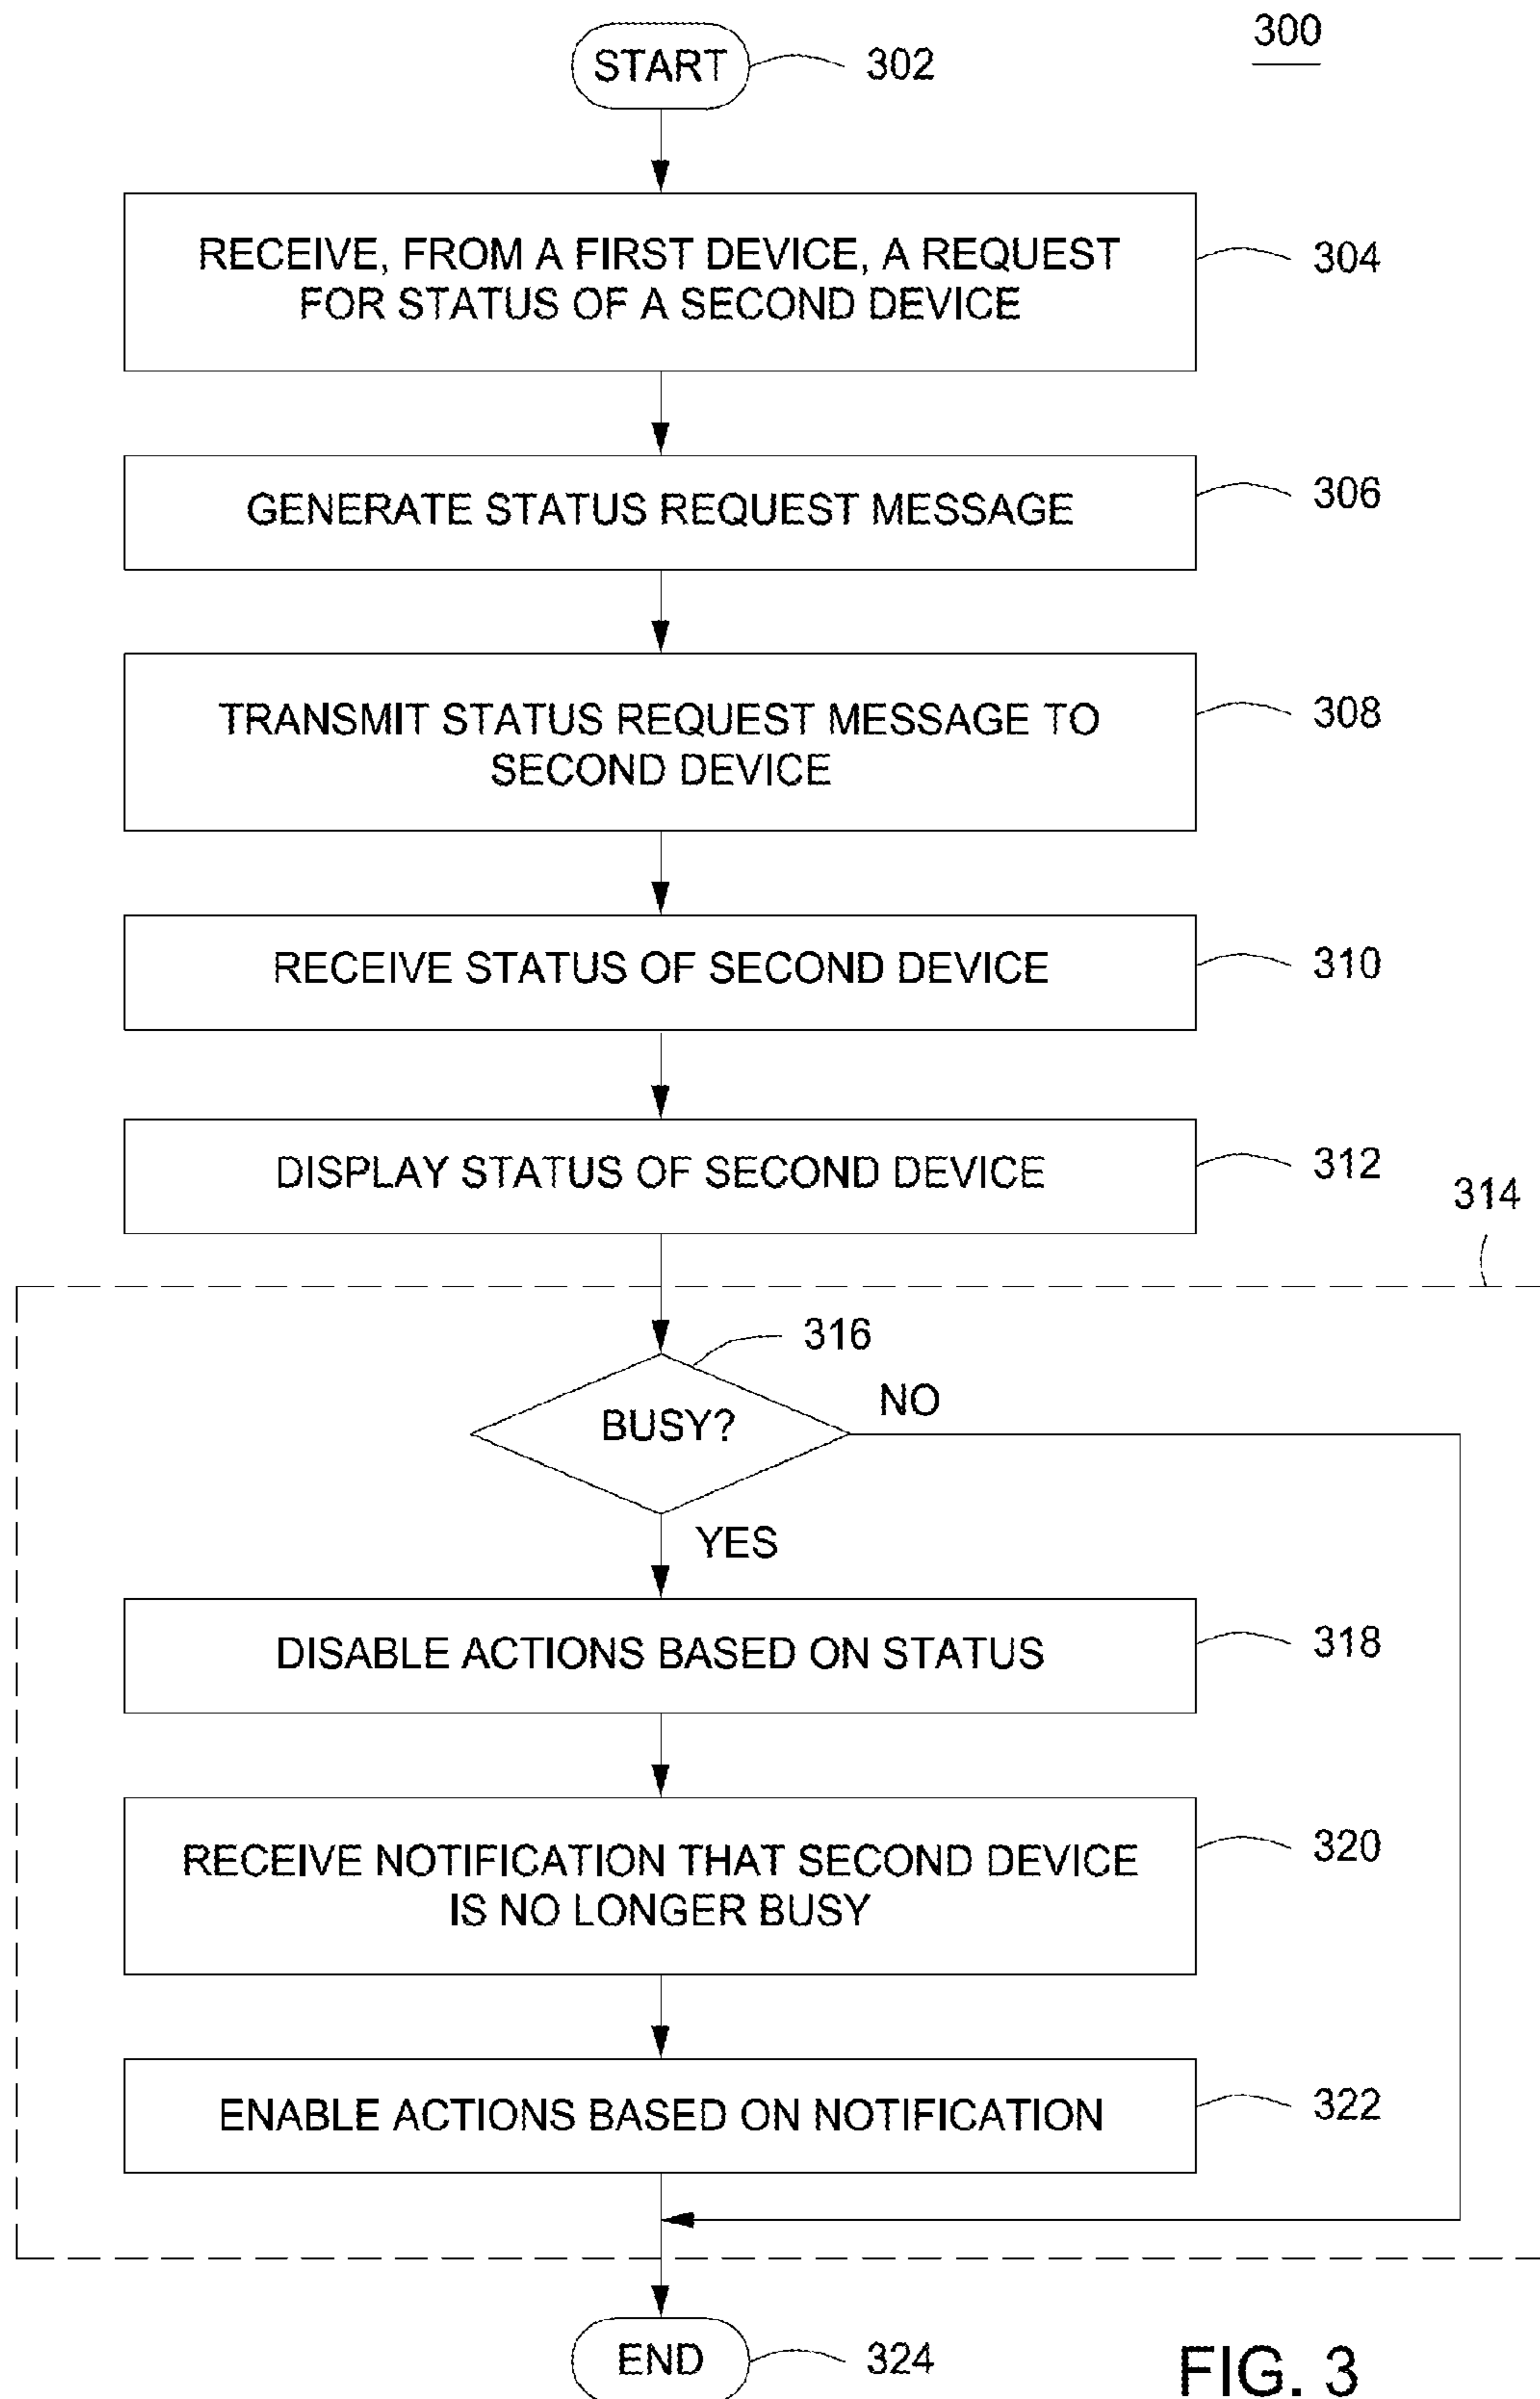 300
START
302
RECEIVE, FROM A FIRST DEVICE, A REQUEST
FOR STATUS OF A SECOND DEVICE
304
GENERATE STATUS REQUEST MESSAGE
306
TRANSMIT STATUS REQUEST MESSAGE TO
SECOND DEVICE
308
RECEIVE STATUS OF SECOND DEVICE
310
DISPLAY STATUS OF SECOND DEVICE
312
314
316
BUSY?
NO
YES
DISABLE ACTIONS BASED ON STATUS
318
RECEIVE NOTIFICATION THAT SECOND DEVICE
IS NO LONGER BUSY
320
ENABLE ACTIONS BASED ON NOTIFICATION
322
END
324
FIG. 3